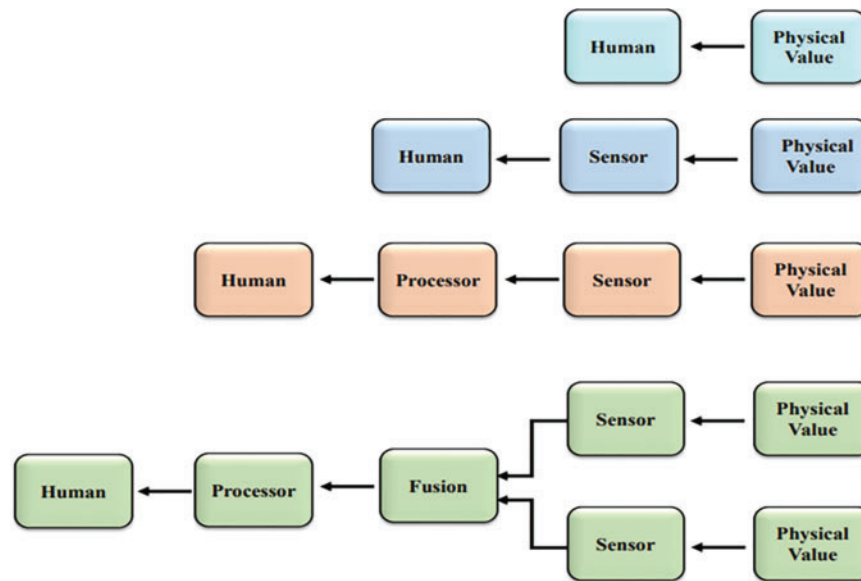 Human
Physical
Value
Human
Sensor
Physical
Value
Human
Processor
Sensor
Physical
Value
Sensor
Physical
Value
Human
Processor
Fusion
Sensor
Physical
Value